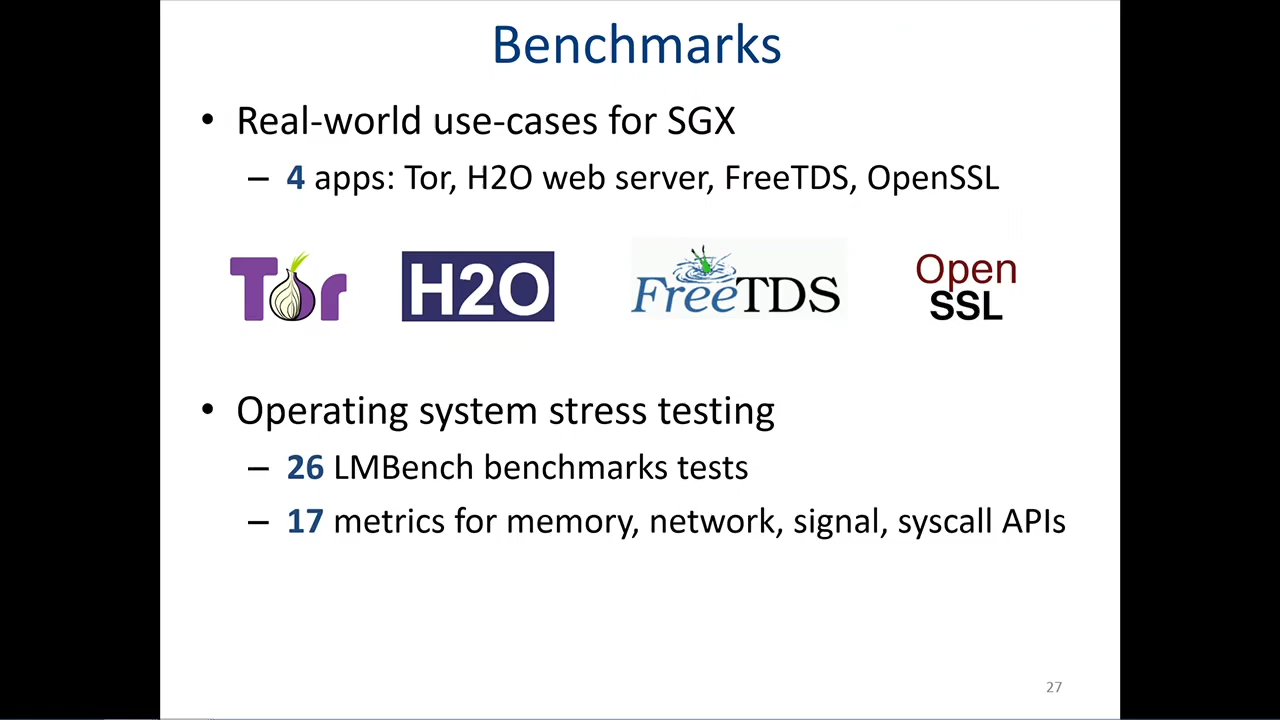 Benchmarks
• Real-world use-cases for SGX
– 4 apps: Tor, H2O web server, FreeTDS, OpenSSL
Tor H2O FreeTDS Open
SSL
• Operating system stress testing
– 26 LMBench benchmarks tests
– 17 metrics for memory, network, signal, syscall APIs
27